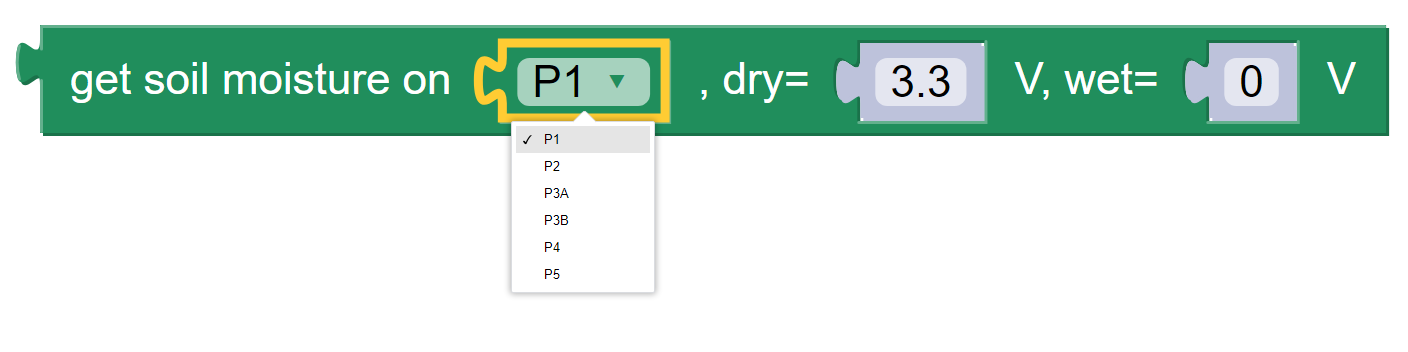 get soil moisture on P1 ▼ , dry= 3.3 V, wet= 0 V
✓ P1
P2
P3A
P3B
P4
P5